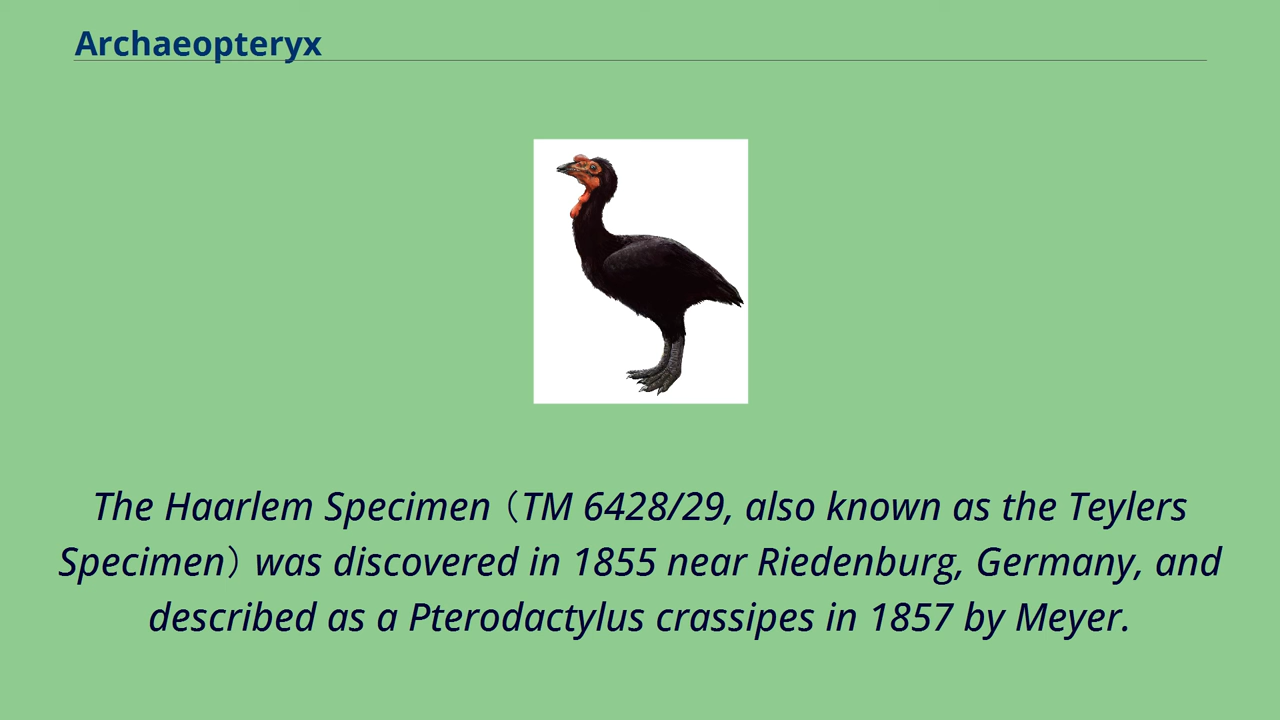 Archaeopteryx
The Haarlem Specimen（TM 6428/29, also known as the Teylers
Specimen）was discovered in 1855 near Riedenburg, Germany, and
described as a Pterodactylus crassipes in 1857 by Meyer.